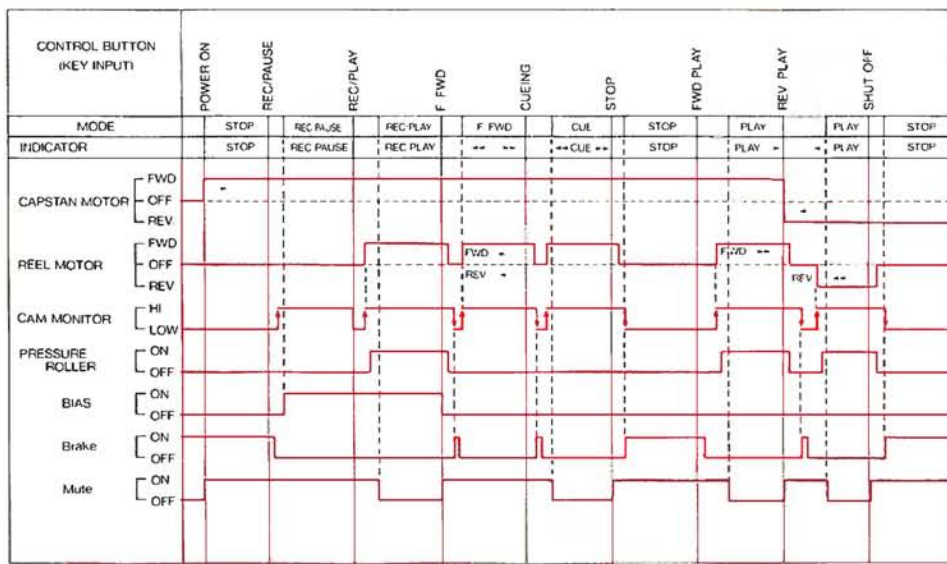 CONTROL BUTTON
(KEY INPUT)
POWER ON
REC/PAUSE
REC/PLAY
F FWD
CUEING
STOP
FWD PLAY
REV PLAY
SHUT OFF
MODE STOP REC PAUSE REC·PLAY F FWD CUE STOP PLAY PLAY STOP
INDICATOR STOP REC PAUSE REC PLAY ◂◂ ▸▸ ◂◂CUE ▸▸ STOP PLAY ▸ ◂ PLAY STOP
CAPSTAN MOTOR
FWD
OFF
REV
REEL MOTOR
FWD
OFF
REV
FWD
REV
FWD
REV
CAM MONITOR
HI
LOW
PRESSURE
ROLLER
ON
OFF
BIAS
ON
OFF
Brake
ON
OFF
Mute
ON
OFF